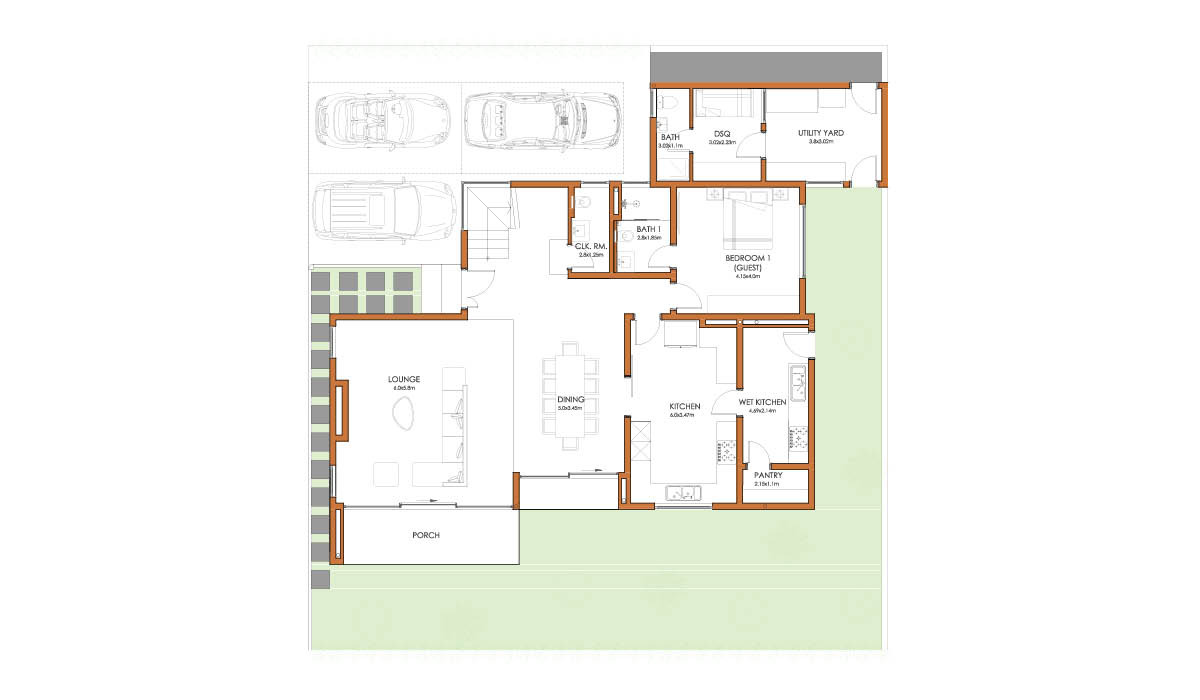 BATH
3.02x1.1m
DSQ
3.02x2.25m
UTILITY YARD
3.8x3.02m
CLK. RM.
2.8x1.25m
BATH 1
2.8x1.85m
BEDROOM 1
(GUEST)
4.15x4.0m
LOUNGE
6.0x5.8m
DINING
5.0x3.45m
KITCHEN
6.0x3.47m
WET KITCHEN
4.69x2.14m
PANTRY
2.15x1.1m
PORCH